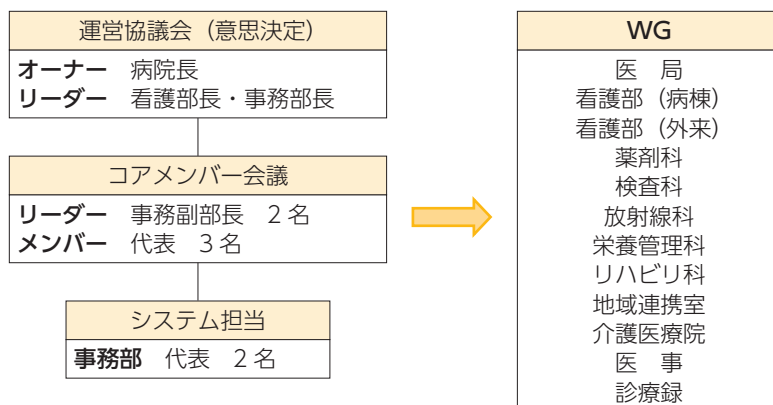 運営協議会（意思決定）
オーナー　病院長
リーダー　看護部長・事務部長
コアメンバー会議
リーダー　事務副部長　2名
メンバー　代表　3名
システム担当
事務部　代表　2名
WG
医　局
看護部（病棟）
看護部（外来）
薬剤科
検査科
放射線科
栄養管理科
リハビリ科
地域連携室
介護医療院
医　事
診療録